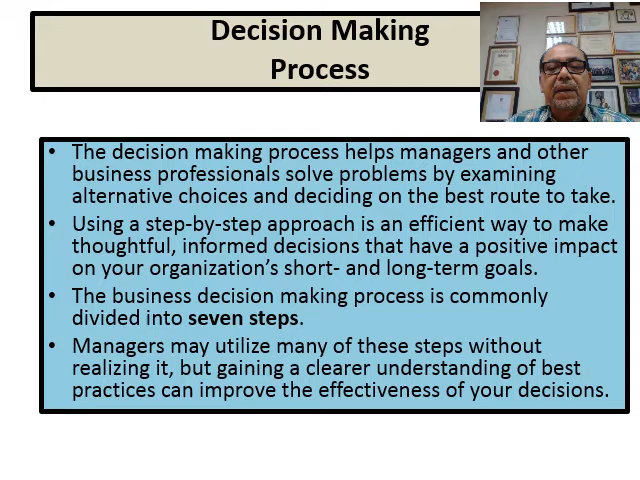 Decision Making
Process
• The decision making process helps managers and other
business professionals solve problems by examining
alternative choices and deciding on the best route to take.
• Using a step-by-step approach is an efficient way to make
thoughtful, informed decisions that have a positive impact
on your organization's short- and long-term goals.
• The business decision making process is commonly
divided into seven steps.
• Managers may utilize many of these steps without
realizing it, but gaining a clearer understanding of best
practices can improve the effectiveness of your decisions.